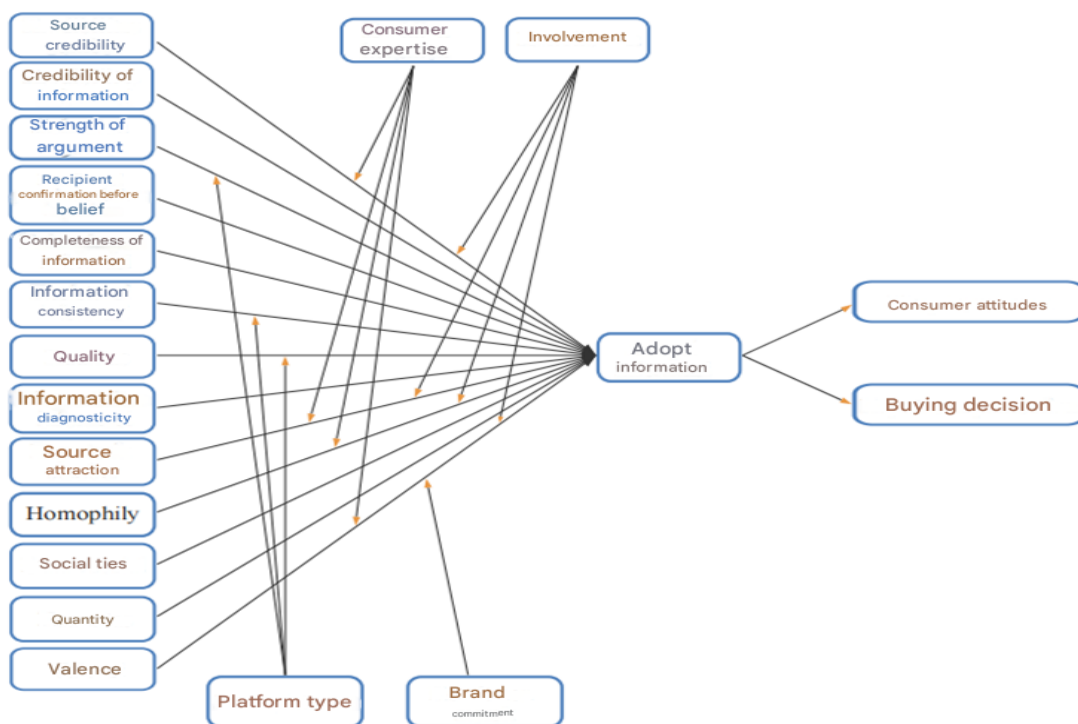 Source
credibility
Consumer
expertise
Involvement
Credibility of
information
Strength of
argument
Recipient
confirmation before
belief
Completeness of
information
Information
consistency
Quality
Information
diagnosticity
Source
attraction
Homophily
Social ties
Quantity
Valence
Adopt
information
Consumer attitudes
Buying decision
Platform type
Brand
commitment